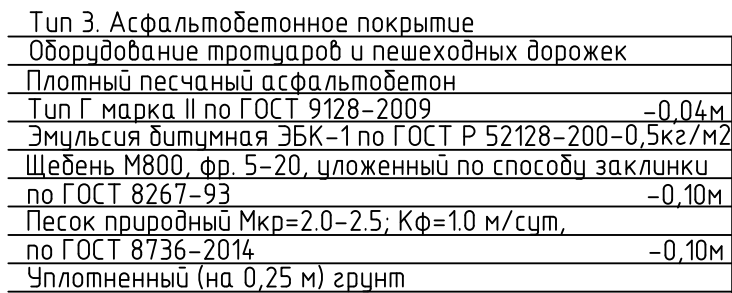 Тип 3. Асфальтобетонное покрытие
Оборудование тротуаров и пешеходных дорожек
Плотный песчаный асфальтобетон
Тип Г марка II по ГОСТ 9128-2009 -0,04м
Эмульсия битумная ЭБК-1 по ГОСТ Р 52128-200-0,5кг/м2
Щебень М800, фр. 5-20, уложенный по способу заклинки
по ГОСТ 8267-93 -0,10м
Песок природный Мкр=2.0-2.5; Кф=1.0 м/сут,
по ГОСТ 8736-2014 -0,10м
Уплотненный (на 0,25 м) грунт